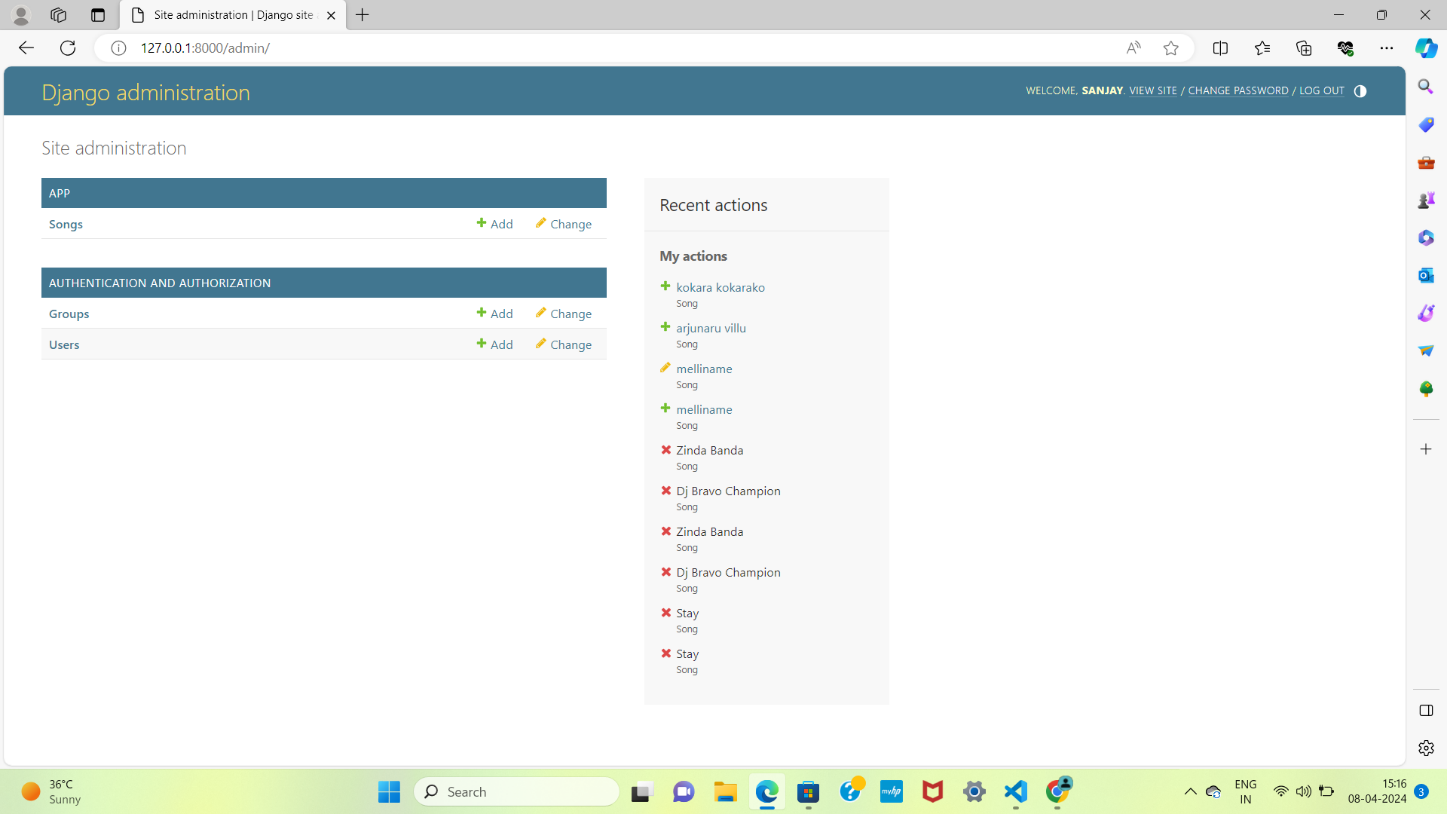 Site administration | Django site
127.0.0.1:8000/admin/
Django administration
WELCOME, SANJAY. VIEW SITE / CHANGE PASSWORD / LOG OUT
Site administration
APP
Songs Add Change
AUTHENTICATION AND AUTHORIZATION
Groups Add Change
Users Add Change
Recent actions
My actions
kokara kokarako
Song
arjunaru villu
Song
melliname
Song
melliname
Song
Zinda Banda
Song
Dj Bravo Champion
Song
Zinda Banda
Song
Dj Bravo Champion
Song
Stay
Song
Stay
Song
36°C
Sunny
Search
myhp
ENG
IN
15:16
08-04-2024
3